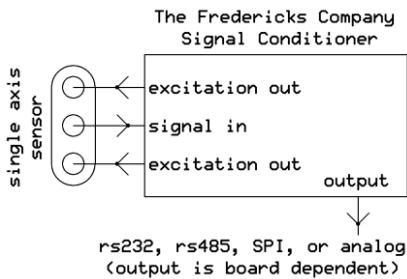 The Fredericks Company
Signal Conditioner
single axis
sensor
excitation out
signal in
excitation out
output
rs232, rs485, SPI, or analog
(output is board dependent)